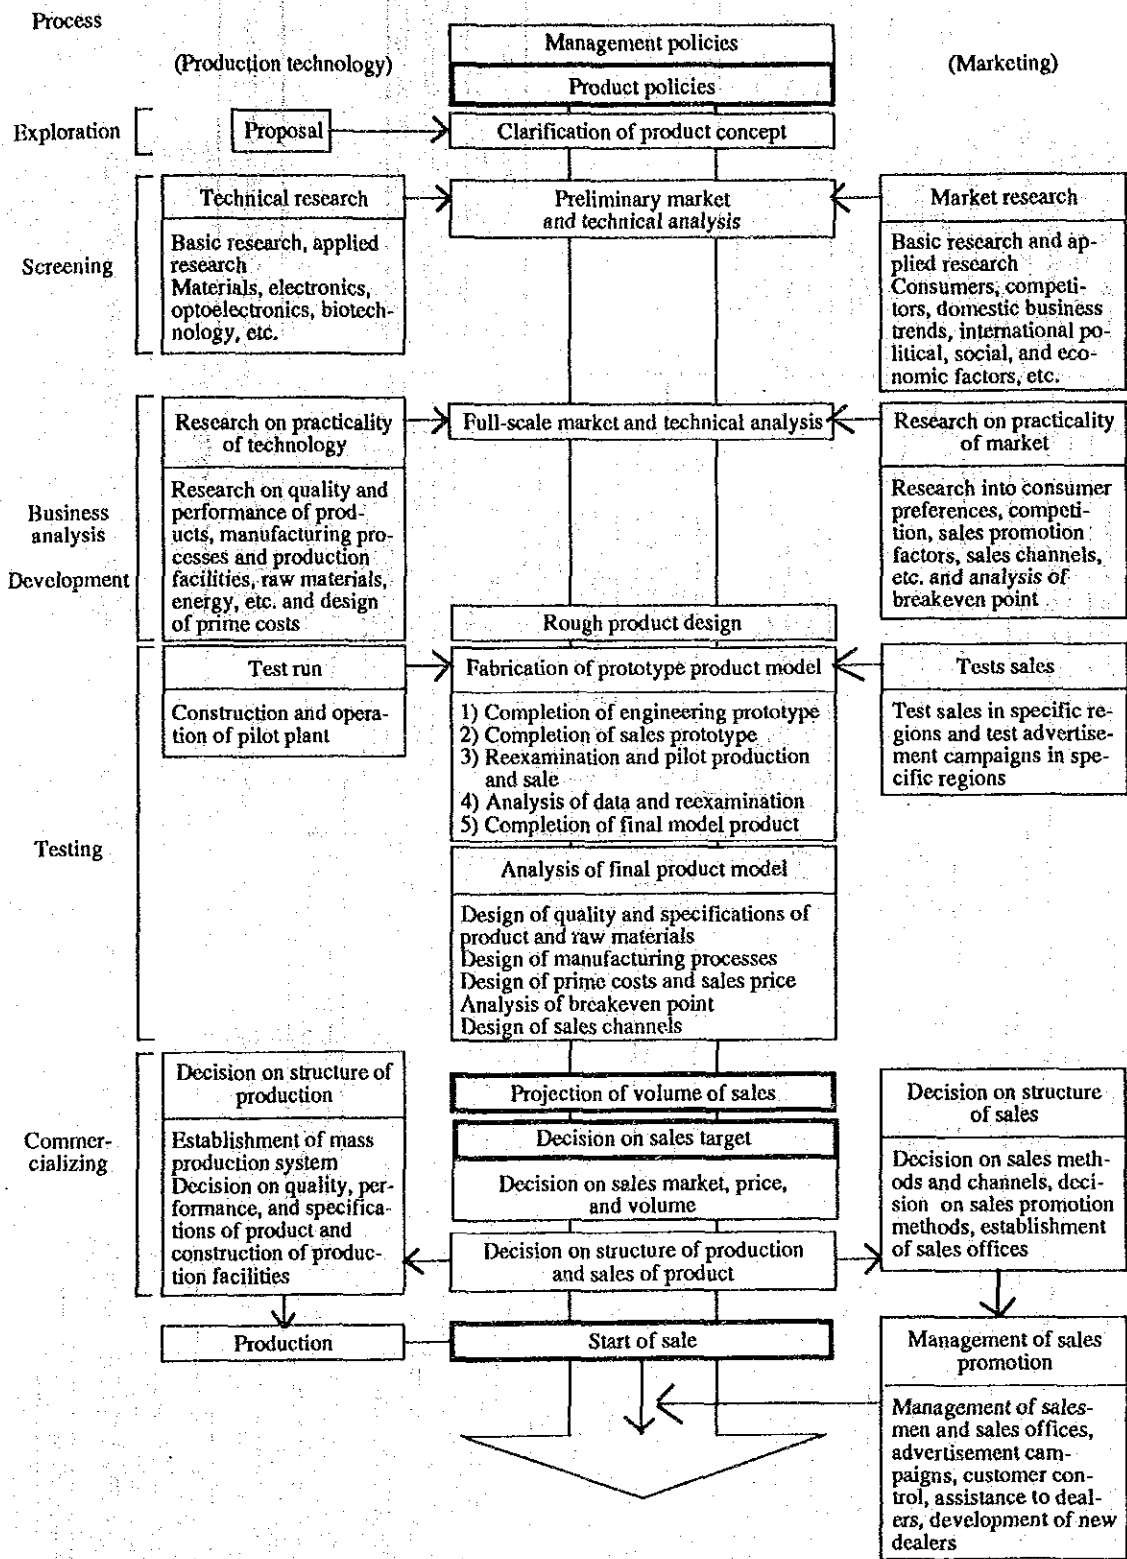 Process
(Production technology)
Management policies
Product policies
(Marketing)
Exploration
Proposal
Clarification of product concept
Screening
Technical research
Basic research, applied
research
Materials, electronics,
optoelectronics, biotech-
nology, etc.
Preliminary market
and technical analysis
Market research
Basic research and ap-
plied research
Consumers, competi-
tors, domestic business
trends, international po-
litical, social, and eco-
nomic factors, etc.
Business
analysis
Development
Research on practicality
of technology
Research on quality and
performance of prod-
ucts, manufacturing pro-
cesses and production
facilities, raw materials,
energy, etc. and design
of prime costs
Full-scale market and technical analysis
Research on practicality
of market
Research into consumer
preferences, competi-
tion, sales promotion
factors, sales channels,
etc. and analysis of
breakeven point
Rough product design
Testing
Test run
Construction and opera-
tion of pilot plant
Fabrication of prototype product model
1) Completion of engineering prototype
2) Completion of sales prototype
3) Reexamination and pilot production
and sale
4) Analysis of data and reexamination
5) Completion of final model product
Tests sales
Test sales in specific re-
gions and test advertise-
ment campaigns in spe-
cific regions
Analysis of final product model
Design of quality and specifications of
product and raw materials
Design of manufacturing processes
Design of prime costs and sales price
Analysis of breakeven point
Design of sales channels
Commer-
cializing
Decision on structure of
production
Establishment of mass
production system
Decision on quality, per-
formance, and specifica-
tions of product and
construction of produc-
tion facilities
Projection of volume of sales
Decision on sales target
Decision on sales market, price,
and volume
Decision on structure of production
and sales of product
Decision on structure
of sales
Decision on sales meth-
ods and channels, deci-
sion on sales promotion
methods, establishment
of sales offices
Production
Start of sale
Management of sales
promotion
Management of sales-
men and sales offices,
advertisement cam-
paigns, customer con-
trol, assistance to deal-
ers, development of new
dealers